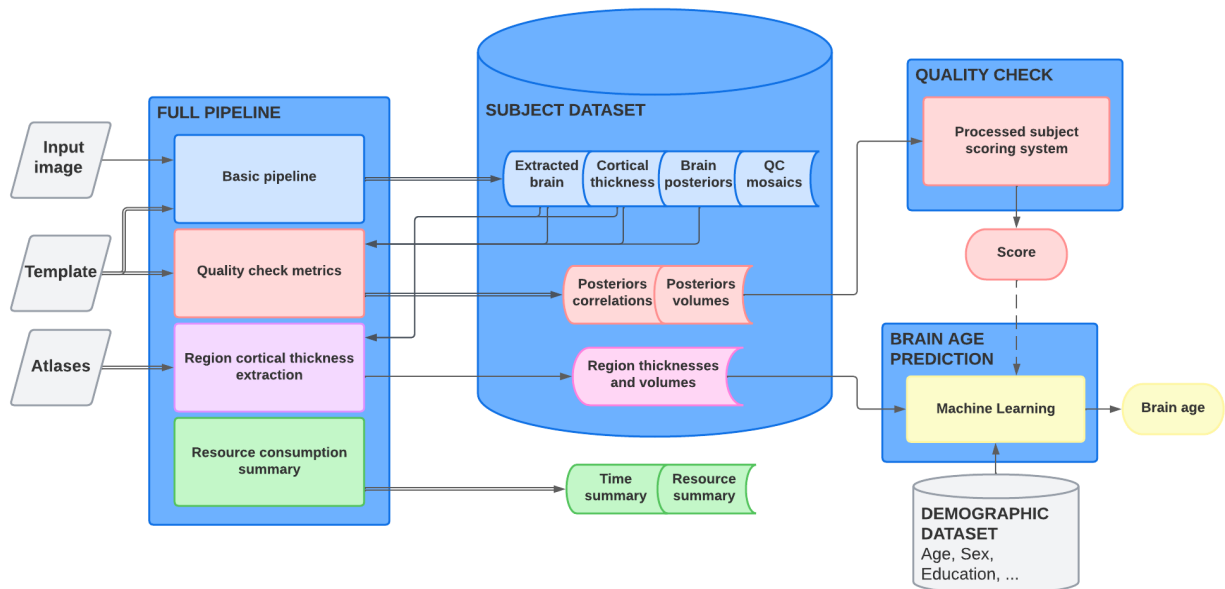 Input
image
Template
Atlases
FULL PIPELINE
Basic pipeline
Quality check metrics
Region cortical thickness
extraction
Resource consumption
summary
SUBJECT DATASET
Extracted
brain
Cortical
thickness
Brain
posteriors
QC
mosaics
Posteriors
correlations
Posteriors
volumes
Region thicknesses
and volumes
Time
summary
Resource
summary
QUALITY CHECK
Processed subject
scoring system
Score
BRAIN AGE
PREDICTION
Machine Learning
Brain age
DEMOGRAPHIC
DATASET
Age, Sex,
Education, ...